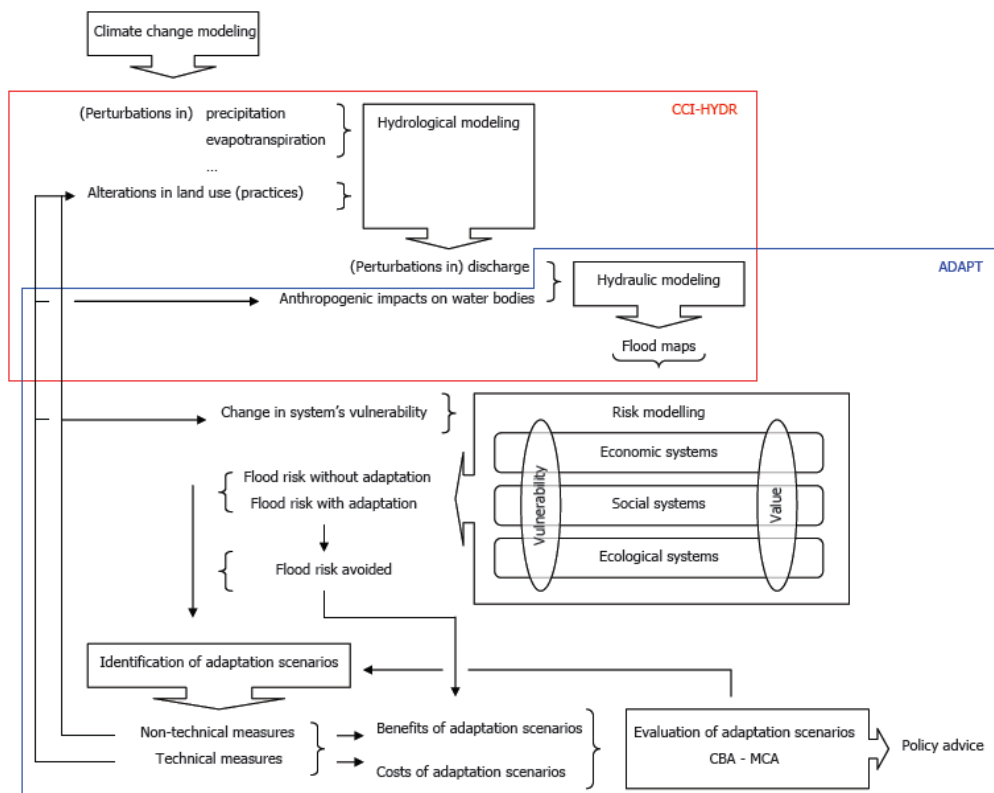 Climate change modeling
CCI-HYDR
(Perturbations in) precipitation
evapotranspiration
...
Hydrological modeling
Alterations in land use (practices)
ADAPT
(Perturbations in) discharge
Anthropogenic impacts on water bodies
Hydraulic modeling
Flood maps
Change in system's vulnerability
Risk modelling
Economic systems
Social systems
Ecological systems
Vulnerability
Value
Flood risk without adaptation
Flood risk with adaptation
Flood risk avoided
Identification of adaptation scenarios
Non-technical measures
Technical measures
Benefits of adaptation scenarios
Costs of adaptation scenarios
Evaluation of adaptation scenarios
CBA - MCA
Policy advice